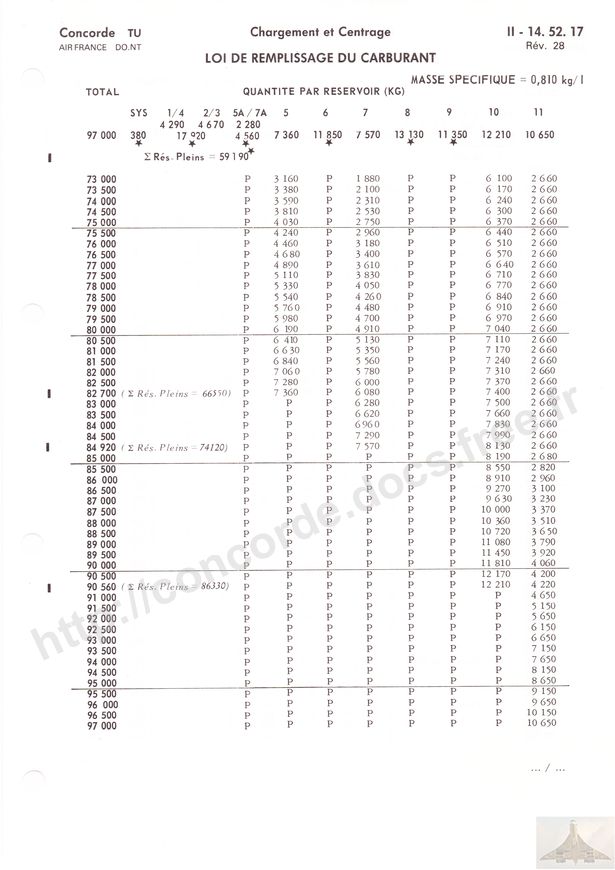 Concorde TU Chargement et Centrage II - 14. 52. 17
AIR FRANCE DO.NT Rév. 28
LOI DE REMPLISSAGE DU CARBURANT
MASSE SPECIFIQUE = 0,810 kg/l
TOTAL QUANTITE PAR RESERVOIR (KG)
SYS 1/4 2/3 5A/7A 5 6 7 8 9 10 11
4 290 4 670 2 280
97 000 380 17 920 4 560 7 360 11 850 7 570 13 130 11 350 12 210 10 650
★ ★ ★ ★ ★ ★
Σ Rés. Pleins = 59190★
73 000 P 3 160 P 1 880 P P 6 100 2 660
73 500 P 3 380 P 2 100 P P 6 170 2 660
74 000 P 3 590 P 2 310 P P 6 240 2 660
74 500 P 3 810 P 2 530 P P 6 300 2 660
75 000 P 4 030 P 2 750 P P 6 370 2 660
75 500 P 4 240 P 2 960 P P 6 440 2 660
76 000 P 4 460 P 3 180 P P 6 510 2 660
76 500 P 4 680 P 3 400 P P 6 570 2 660
77 000 P 4 890 P 3 610 P P 6 640 2 660
77 500 P 5 110 P 3 830 P P 6 710 2 660
78 000 P 5 330 P 4 050 P P 6 770 2 660
78 500 P 5 540 P 4 260 P P 6 840 2 660
79 000 P 5 760 P 4 480 P P 6 910 2 660
79 500 P 5 980 P 4 700 P P 6 970 2 660
80 000 P 6 190 P 4 910 P P 7 040 2 660
80 500 P 6 410 P 5 130 P P 7 110 2 660
81 000 P 6 630 P 5 350 P P 7 170 2 660
81 500 P 6 840 P 5 560 P P 7 240 2 660
82 000 P 7 060 P 5 780 P P 7 310 2 660
82 500 P 7 280 P 6 000 P P 7 370 2 660
82 700 ( Σ Rés. Pleins = 66550) P 7 360 P 6 080 P P 7 400 2 660
83 000 P P P 6 280 P P 7 500 2 660
83 500 P P P 6 620 P P 7 660 2 660
84 000 P P P 6 960 P P 7 830 2 660
84 500 P P P 7 290 P P 7 990 2 660
84 920 ( Σ Rés. Pleins = 74120) P P P 7 570 P P 8 130 2 660
85 000 P P P P P P 8 190 2 680
85 500 P P P P P P 8 550 2 820
86 000 P P P P P P 8 910 2 960
86 500 P P P P P P 9 270 3 100
87 000 P P P P P P 9 630 3 230
87 500 P P P P P P 10 000 3 370
88 000 P P P P P P 10 360 3 510
88 500 P P P P P P 10 720 3 650
89 000 P P P P P P 11 080 3 790
89 500 P P P P P P 11 450 3 920
90 000 P P P P P P 11 810 4 060
90 500 P P P P P P 12 170 4 200
90 560 ( Σ Rés. Pleins = 86330) P P P P P P 12 210 4 220
91 000 P P P P P P P 4 650
91 500 P P P P P P P 5 150
92 000 P P P P P P P 5 650
92 500 P P P P P P P 6 150
93 000 P P P P P P P 6 650
93 500 P P P P P P P 7 150
94 000 P P P P P P P 7 650
94 500 P P P P P P P 8 150
95 000 P P P P P P P 8 650
95 500 P P P P P P P 9 150
96 000 P P P P P P P 9 650
96 500 P P P P P P P 10 150
97 000 P P P P P P P 10 650
... / ...
http://concorde.docs.free.fr